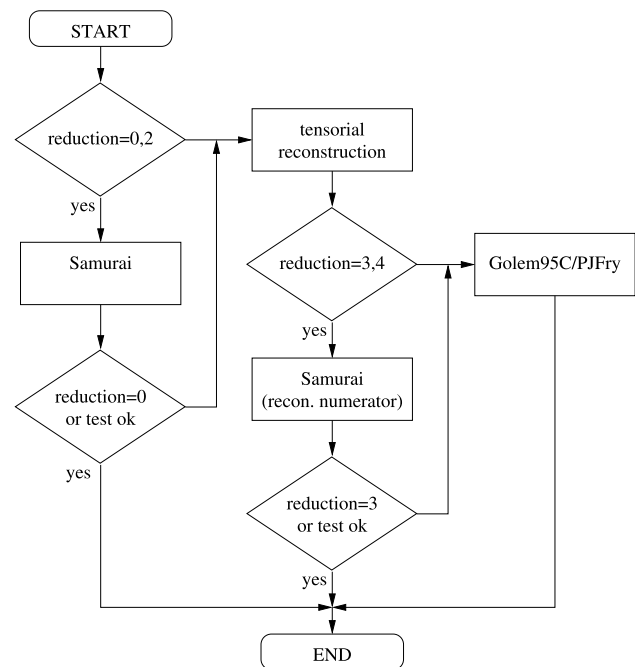 START
reduction=0,2
yes
Samurai
reduction=0
or test ok
yes
tensorial
reconstruction
reduction=3,4
yes
Samurai
(recon. numerator)
reduction=3
or test ok
yes
Golem95C/PJFry
END